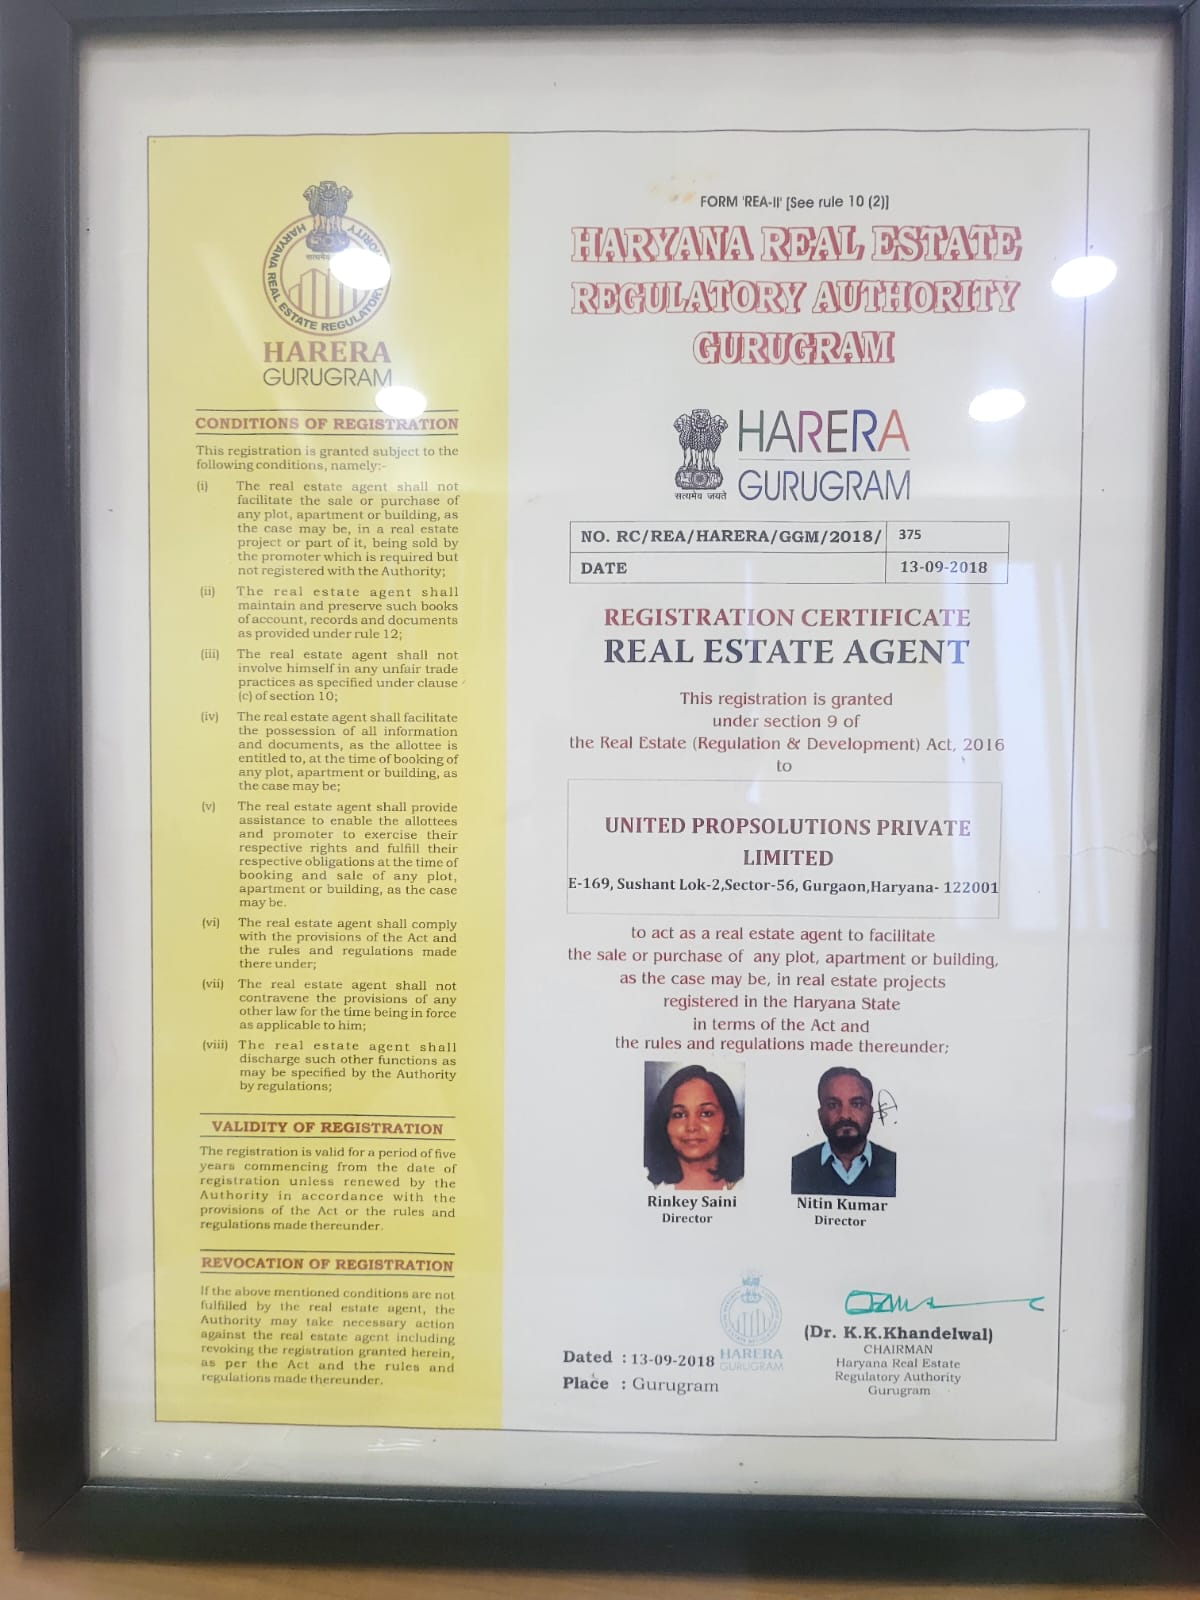 HARYANA REAL ESTATE REGULATORY AUTHORITY
सत्यमेव
HARERA
GURUGRAM
CONDITIONS OF REGISTRATION
This registration is granted subject to the
following conditions, namely:-
(i) The real estate agent shall not
facilitate the sale or purchase of
any plot, apartment or building, as
the case may be, in a real estate
project or part of it, being sold by
the promoter which is required but
not registered with the Authority;
(ii) The real estate agent shall
maintain and preserve such books
of account, records and documents
as provided under rule 12;
(iii) The real estate agent shall not
involve himself in any unfair trade
practices as specified under clause
(c) of section 10;
(iv) The real estate agent shall facilitate
the possession of all information
and documents, as the allottee is
entitled to, at the time of booking of
any plot, apartment or building, as
the case may be;
(v) The real estate agent shall provide
assistance to enable the allottees
and promoter to exercise their
respective rights and fulfill their
respective obligations at the time of
booking and sale of any plot,
apartment or building, as the case
may be.
(vi) The real estate agent shall comply
with the provisions of the Act and
the rules and regulations made
there under;
(vii) The real estate agent shall not
contravene the provisions of any
other law for the time being in force
as applicable to him;
(viii) The real estate agent shall
discharge such other functions as
may be specified by the Authority
by regulations;
VALIDITY OF REGISTRATION
The registration is valid for a period of five
years commencing from the date of
registration unless renewed by the
Authority in accordance with the
provisions of the Act or the rules and
regulations made thereunder.
REVOCATION OF REGISTRATION
If the above mentioned conditions are not
fulfilled by the real estate agent, the
Authority may take necessary action
against the real estate agent including
revoking the registration granted herein,
as per the Act and the rules and
regulations made thereunder.
FORM 'REA-II' [See rule 10 (2)]
HARYANA REAL ESTATE
REGULATORY AUTHORITY
GURUGRAM
HARERA
GURUGRAM
सत्यमेव जयते
NO. RC/REA/HARERA/GGM/2018/ 375
DATE 13-09-2018
REGISTRATION CERTIFICATE
REAL ESTATE AGENT
This registration is granted
under section 9 of
the Real Estate (Regulation & Development) Act, 2016
to
UNITED PROPSOLUTIONS PRIVATE
LIMITED
E-169, Sushant Lok-2,Sector-56, Gurgaon,Haryana- 122001
to act as a real estate agent to facilitate
the sale or purchase of any plot, apartment or building,
as the case may be, in real estate projects
registered in the Haryana State
in terms of the Act and
the rules and regulations made thereunder;
Rinkey Saini
Director
Nitin Kumar
Director
HARERA
GURUGRAM
Dated : 13-09-2018
Place : Gurugram
(Dr. K.K.Khandelwal)
CHAIRMAN
Haryana Real Estate
Regulatory Authority
Gurugram